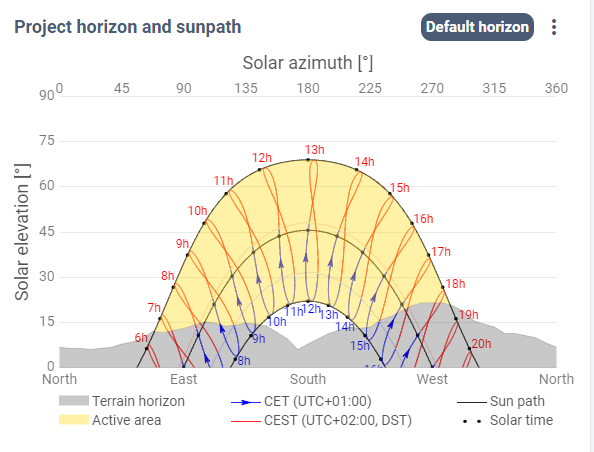 Project horizon and sunpath
Default horizon
Solar azimuth [°]
0 45 90 135 180 225 270 315 360
Solar elevation [°]
90
75
60
45
30
15
0
13h
12h
14h
11h
15h
10h
16h
9h
17h
8h
18h
7h
19h
6h
20h
11h
12h
13h
10h
14h
9h
15h
8h
16h
North East South West North
Terrain horizon
CET (UTC+01:00)
Sun path
Active area
CEST (UTC+02:00, DST)
Solar time